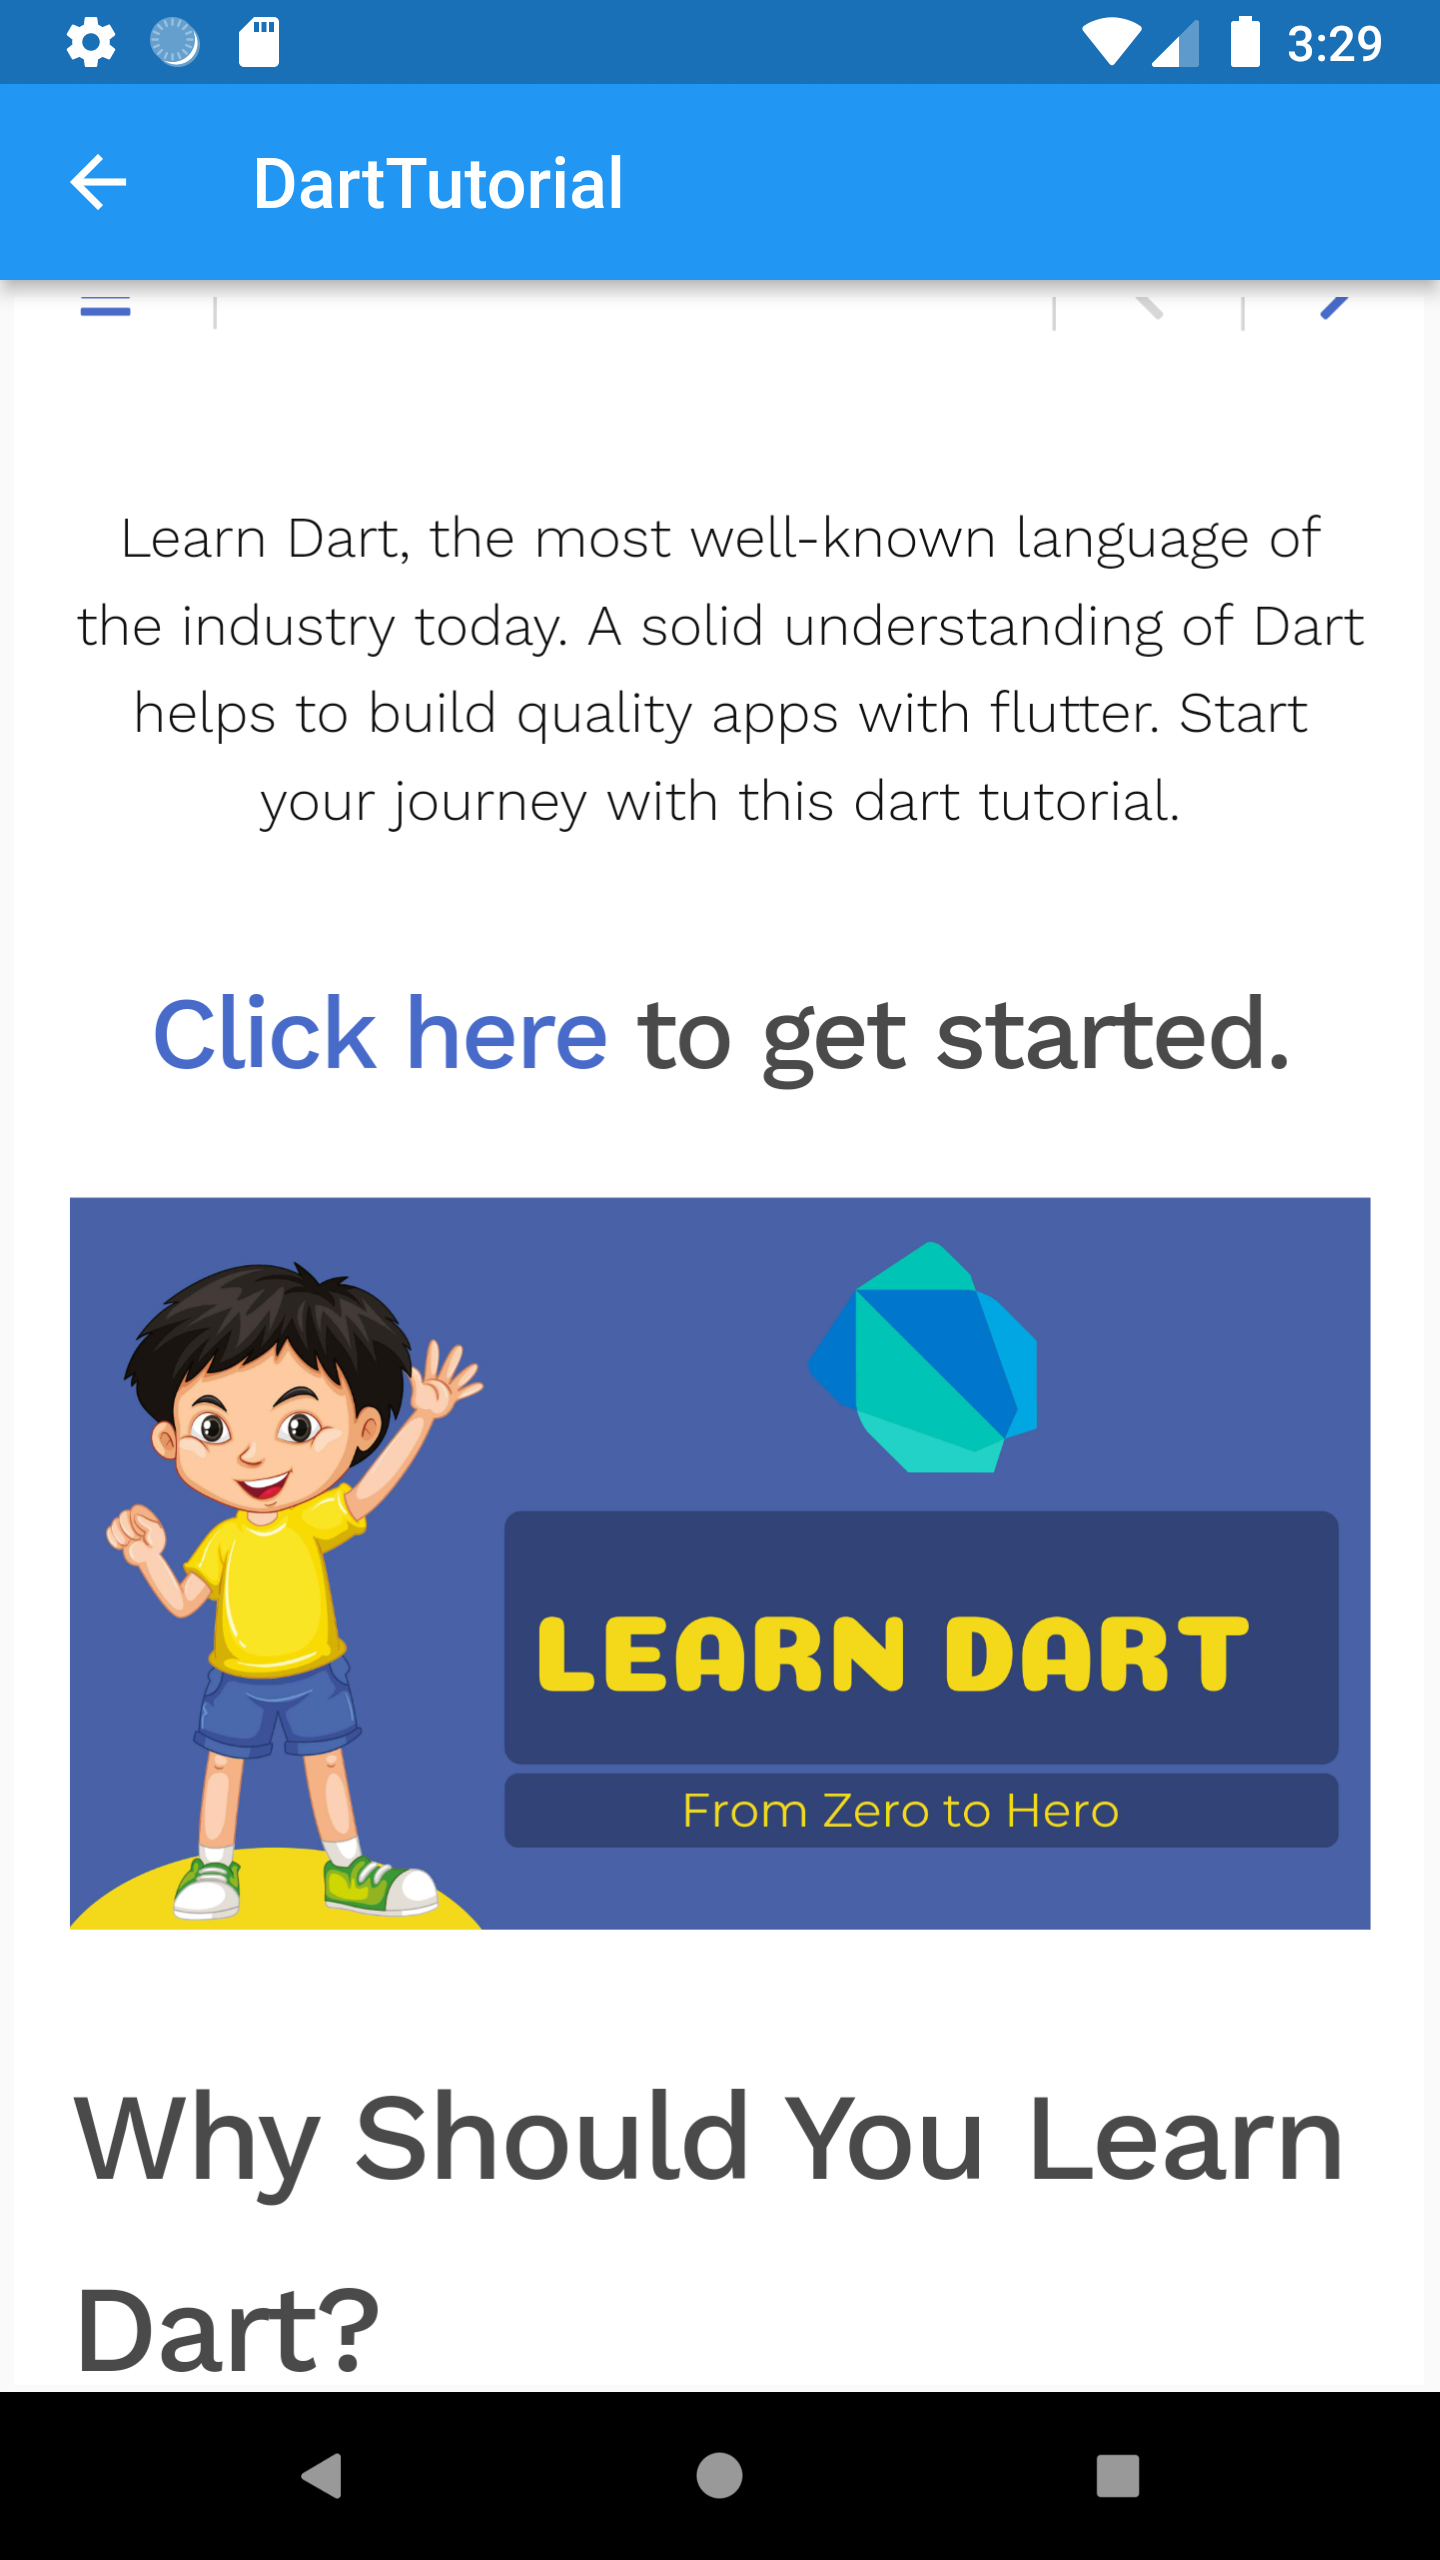 3:29
DartTutorial
Learn Dart, the most well-known language of
the industry today. A solid understanding of Dart
helps to build quality apps with flutter. Start
your journey with this dart tutorial.
Click here to get started.
LEARN DART
From Zero to Hero
Why Should You Learn
Dart?